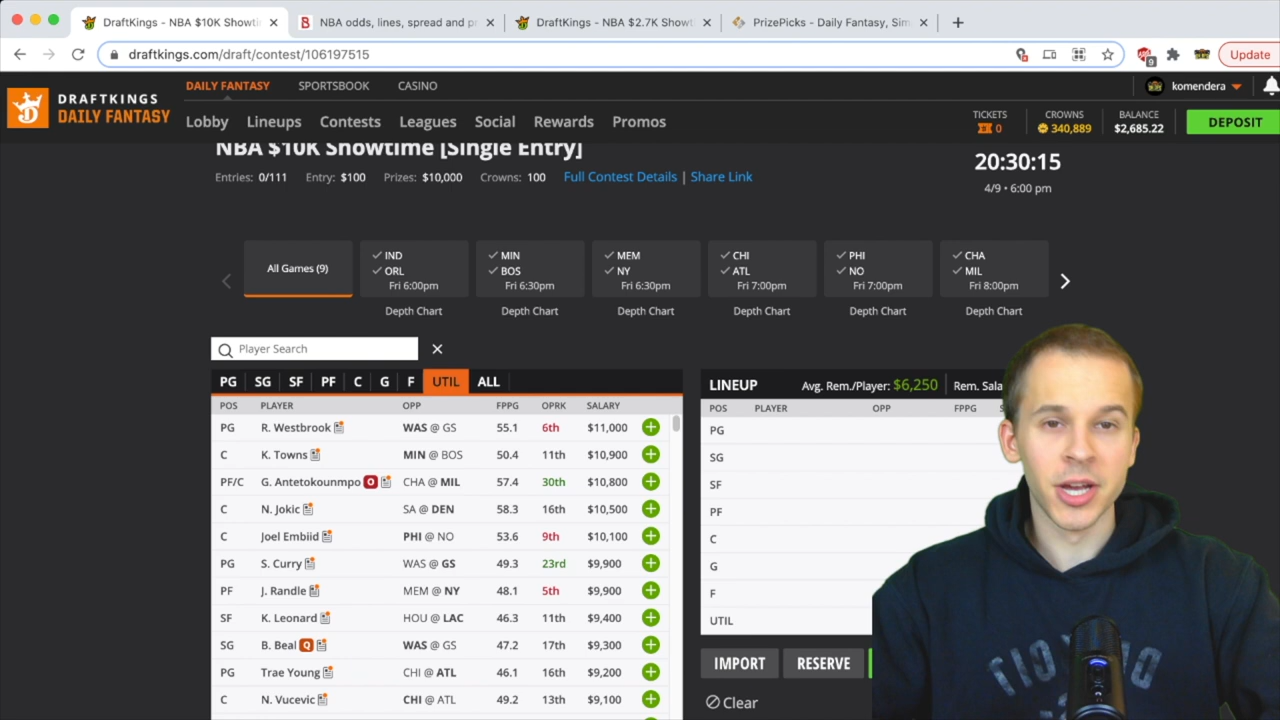 DraftKings - NBA $10K Showtim
NBA odds, lines, spread and pr
DraftKings - NBA $2.7K Showt
PrizePicks - Daily Fantasy, Sim
draftkings.com/draft/contest/106197515
9
Update
DRAFTKINGS
DAILY FANTASY
DAILY FANTASY SPORTSBOOK CASINO
komendera
Lobby Lineups Contests Leagues Social Rewards Promos
TICKETS CROWNS BALANCE
0 340,889 $2,685.22
DEPOSIT
NBA $10K Showtime [Single Entry]
Entries: 0/111 Entry: $100 Prizes: $10,000 Crowns: 100 Full Contest Details | Share Link
20:30:15
4/9 • 6:00 pm
All Games (9)
IND
ORL
Fri 6:00pm
Depth Chart
MIN
BOS
Fri 6:30pm
Depth Chart
MEM
NY
Fri 6:30pm
Depth Chart
CHI
ATL
Fri 7:00pm
Depth Chart
PHI
NO
Fri 7:00pm
Depth Chart
CHA
MIL
Fri 8:00pm
Depth Chart
Player Search
PG SG SF PF C G F UTIL ALL
POS PLAYER OPP FPPG OPRK SALARY
PG R. Westbrook WAS @ GS 55.1 6th $11,000
C K. Towns MIN @ BOS 50.4 11th $10,900
PF/C G. Antetokounmpo O CHA @ MIL 57.4 30th $10,800
C N. Jokic SA @ DEN 58.3 16th $10,500
C Joel Embiid PHI @ NO 53.6 9th $10,100
PG S. Curry WAS @ GS 49.3 23rd $9,900
PF J. Randle MEM @ NY 48.1 5th $9,900
SF K. Leonard HOU @ LAC 46.3 11th $9,400
SG B. Beal Q WAS @ GS 47.2 17th $9,300
PG Trae Young CHI @ ATL 46.1 16th $9,200
C N. Vucevic CHI @ ATL 49.2 13th $9,100
LINEUP Avg. Rem./Player: $6,250 Rem. Sala
POS PLAYER OPP FPPG
PG
SG
SF
PF
C
G
F
UTIL
IMPORT RESERVE
Clear